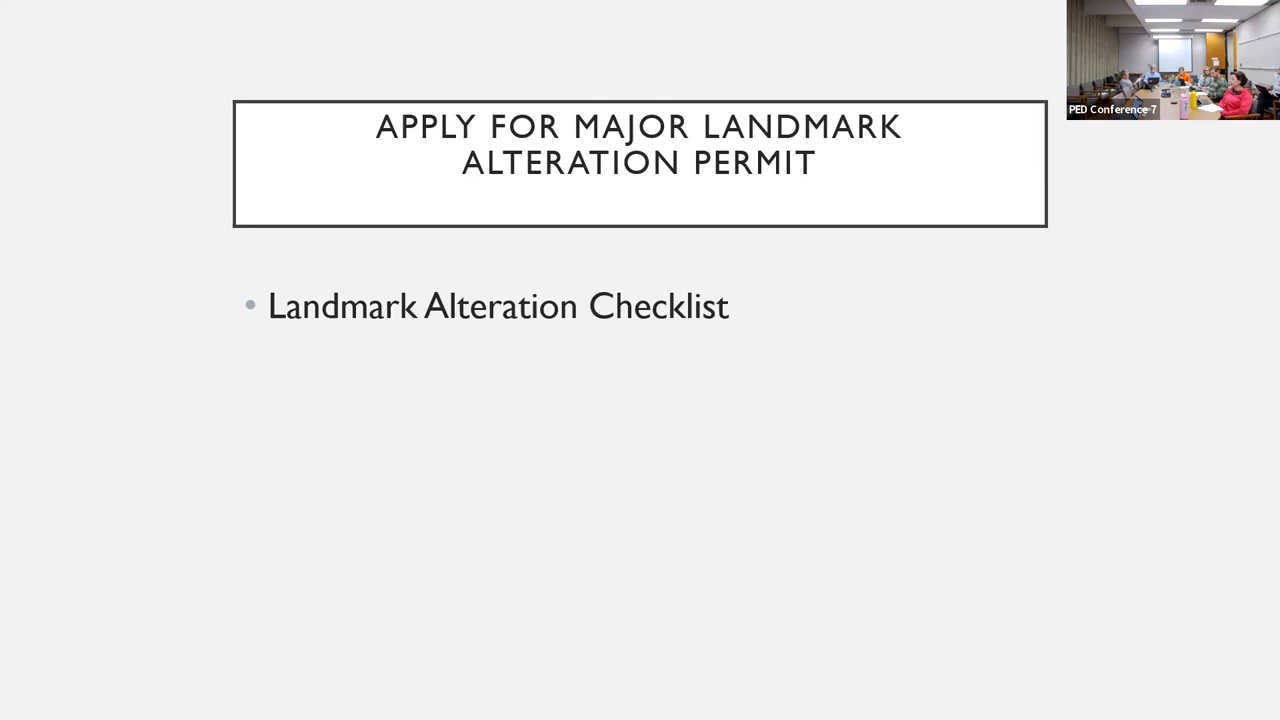 APPLY FOR MAJOR LANDMARK
ALTERATION PERMIT
• Landmark Alteration Checklist
PED Conference 7